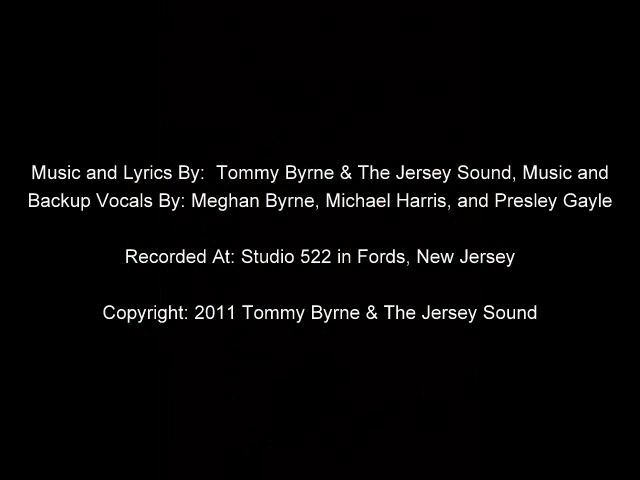 Music and Lyrics By:  Tommy Byrne & The Jersey Sound, Music and
Backup Vocals By: Meghan Byrne, Michael Harris, and Presley Gayle
Recorded At: Studio 522 in Fords, New Jersey
Copyright: 2011 Tommy Byrne & The Jersey Sound